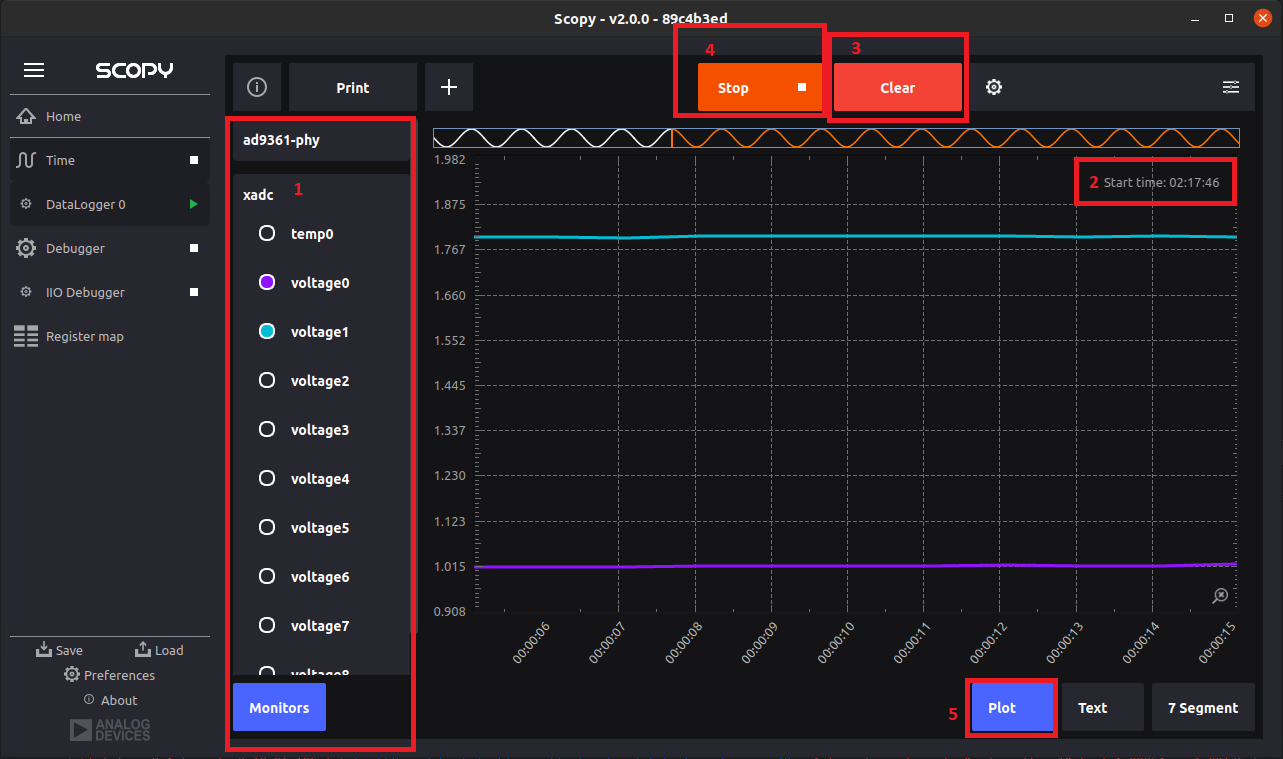 Scopy - v2.0.0 - 89c4b3ed
SCOPY
Home
Time
DataLogger 0
Debugger
IIO Debugger
Register map
Save
Load
Preferences
About
ANALOG
DEVICES
Print
4
Stop
3
Clear
ad9361-phy
xadc
1
temp0
voltage0
voltage1
voltage2
voltage3
voltage4
voltage5
voltage6
voltage7
voltage8
Monitors
1.982
1.875
1.767
1.660
1.552
1.445
1.337
1.230
1.123
1.015
0.908
2 Start time: 02:17:46
00:00:06
00:00:07
00:00:08
00:00:09
00:00:10
00:00:11
00:00:12
00:00:13
00:00:14
00:00:15
5
Plot
Text
7 Segment